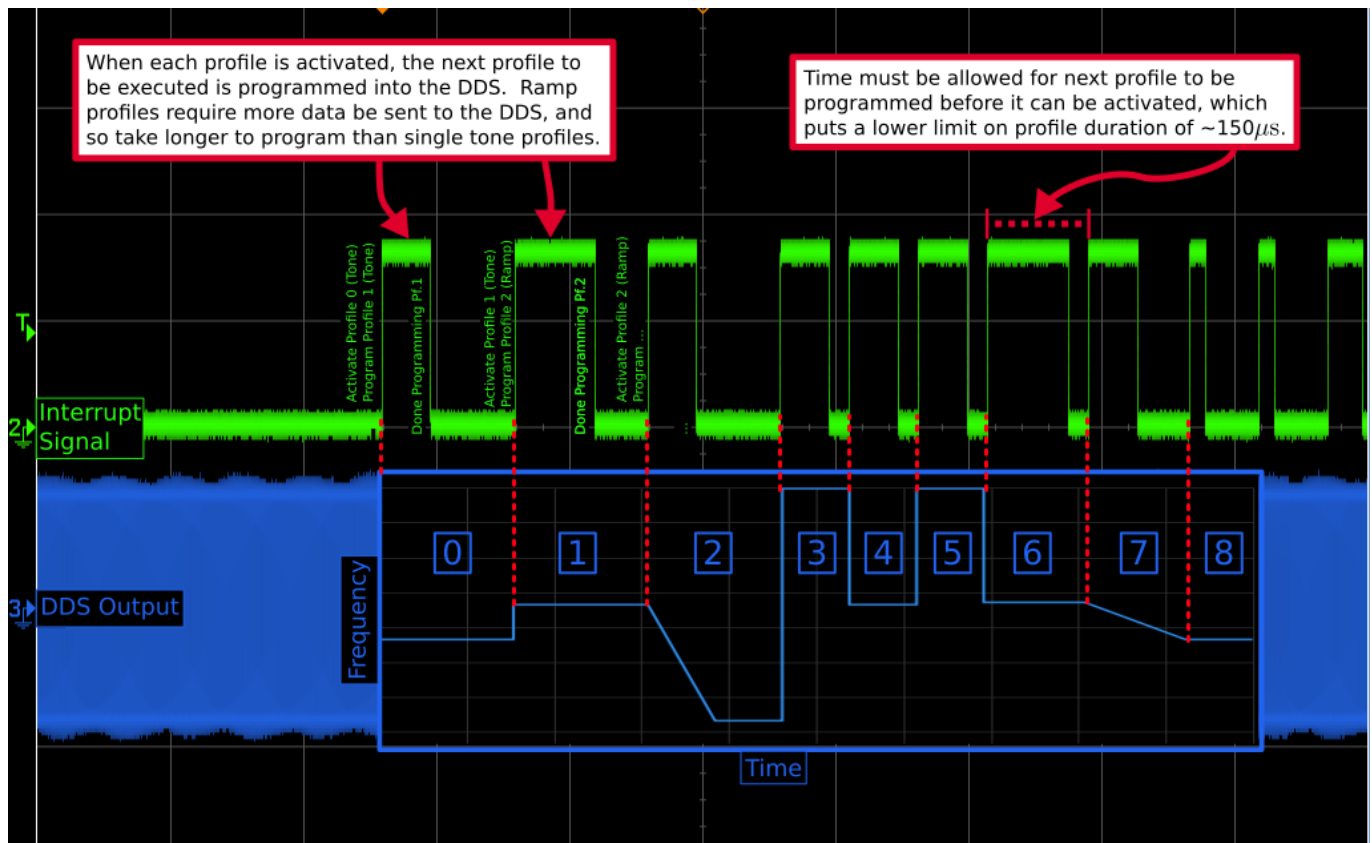 When each profile is activated, the next profile to
be executed is programmed into the DDS. Ramp
profiles require more data be sent to the DDS, and
so take longer to program than single tone profiles.
Time must be allowed for next profile to be
programmed before it can be activated, which
puts a lower limit on profile duration of ~150μs.
T
Activate Profile 0 (Tone)
Program Profile 1 (Tone)
Done Programming Pf.1
Activate Profile 1 (Tone)
Program Profile 2 (Ramp)
Done Programming Pf.2
Activate Profile 2 (Ramp)
Program ...
...
2
Interrupt
Signal
0
1
2
3
4
5
6
7
8
3
DDS Output
Frequency
Time